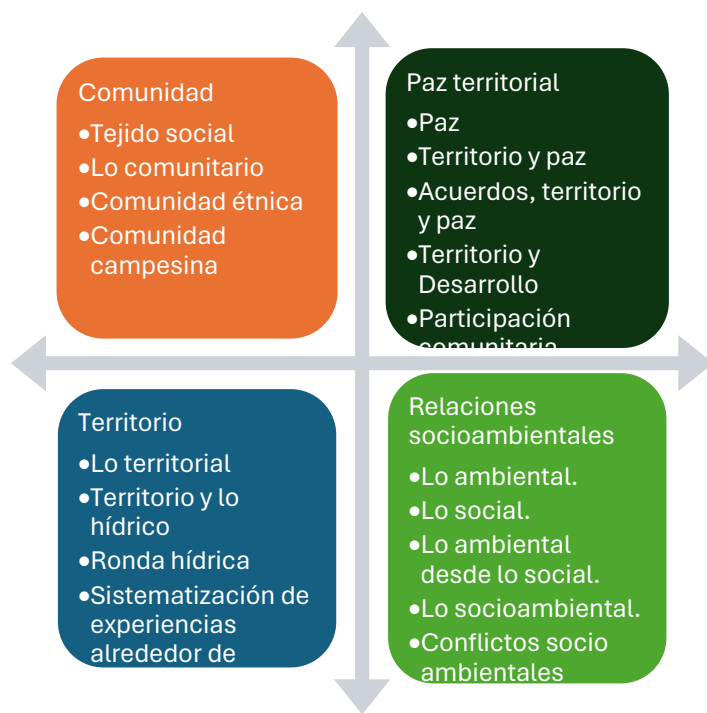 Comunidad
•Tejido social
•Lo comunitario
•Comunidad étnica
•Comunidad
campesina
Paz territorial
•Paz
•Territorio y paz
•Acuerdos, territorio
y paz
•Territorio y
Desarrollo
•Participación
comunitaria
Territorio
•Lo territorial
•Territorio y lo
hídrico
•Ronda hídrica
•Sistematización de
experiencias
alrededor de
Relaciones
socioambientales
•Lo ambiental.
•Lo social.
•Lo ambiental
desde lo social.
•Lo socioambiental.
•Conflictos socio
ambientales